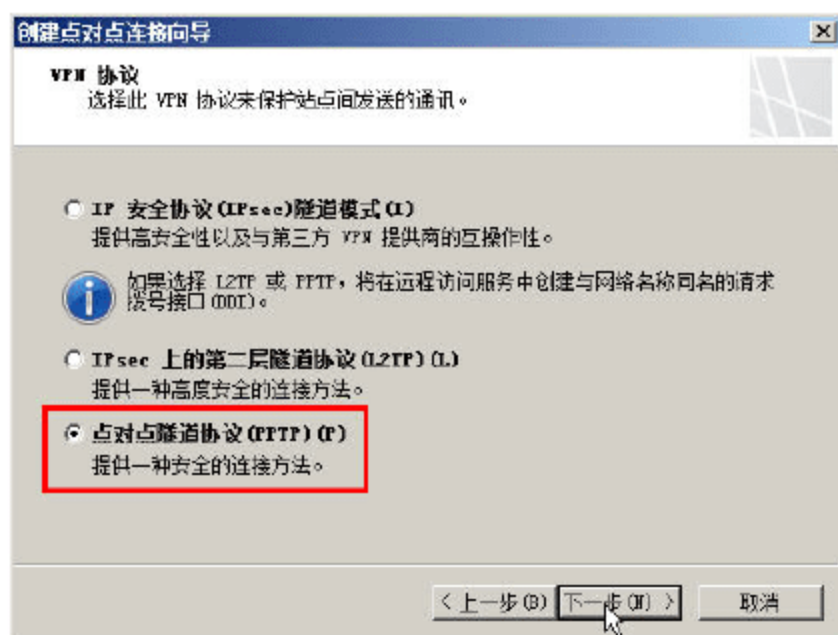 创建点对点连接向导
VPN 协议
选择此 VPN 协议来保护站点间发送的通讯。
IP 安全协议(IPsec)隧道模式(I)
提供高安全性以及与第三方 VPN 提供商的互操作性。
如果选择 L2TP 或 PPTP，将在远程访问服务中创建与网络名称同名的请求
拨号接口(DDI)。
IPsec 上的第二层隧道协议(L2TP)(L)
提供一种高度安全的连接方法。
点对点隧道协议(PPTP)(P)
提供一种安全的连接方法。
< 上一步(B)
下一步(N) >
取消